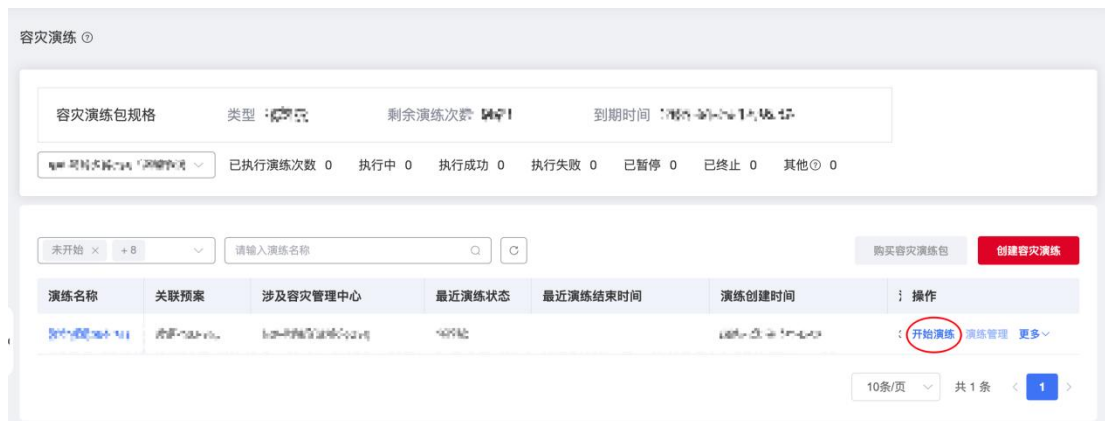 容灾演练
容灾演练包规格 类型 剩余演练次数 到期时间
已执行演练次数 0 执行中 0 执行成功 0 执行失败 0 已暂停 0 已终止 0 其他 0
未开始 × + 8 请输入演练名称 购买容灾演练包 创建容灾演练
演练名称 关联预案 涉及容灾管理中心 最近演练状态 最近演练结束时间 演练创建时间 操作
开始演练 演练管理 更多
10条/页 共 1 条 < 1 >